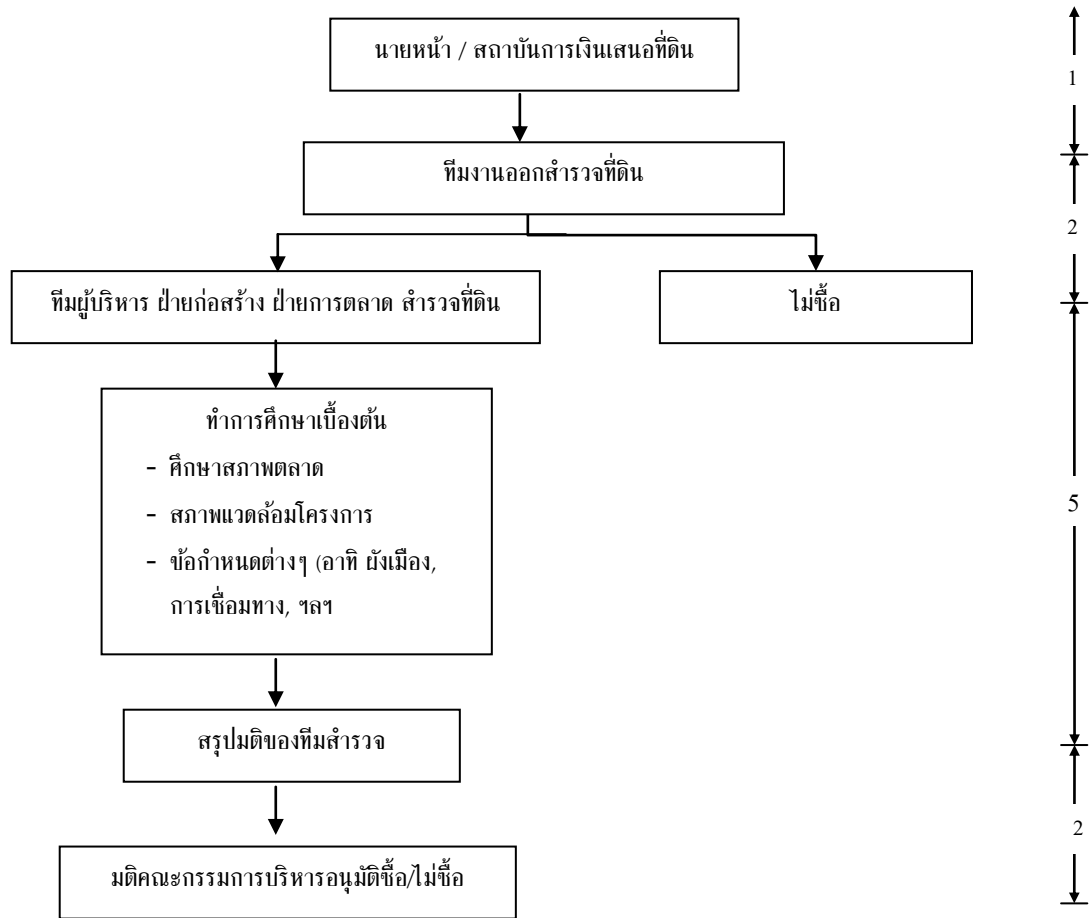 นายหน้า / สถาบันการเงินเสนอที่ดิน
1
ทีมงานออกสำรวจที่ดิน
2
ทีมผู้บริหาร ฝ่ายก่อสร้าง ฝ่ายการตลาด สำรวจที่ดิน
ไม่ซื้อ
ทำการศึกษาเบื้องต้น
- ศึกษาสภาพตลาด
- สภาพแวดล้อมโครงการ
- ข้อกำหนดต่างๆ (อาทิ ผังเมือง,
การเชื่อมทาง, ฯลฯ
5
สรุปมติของทีมสำรวจ
2
มติคณะกรรมการบริหารอนุมัติซื้อ/ไม่ซื้อ